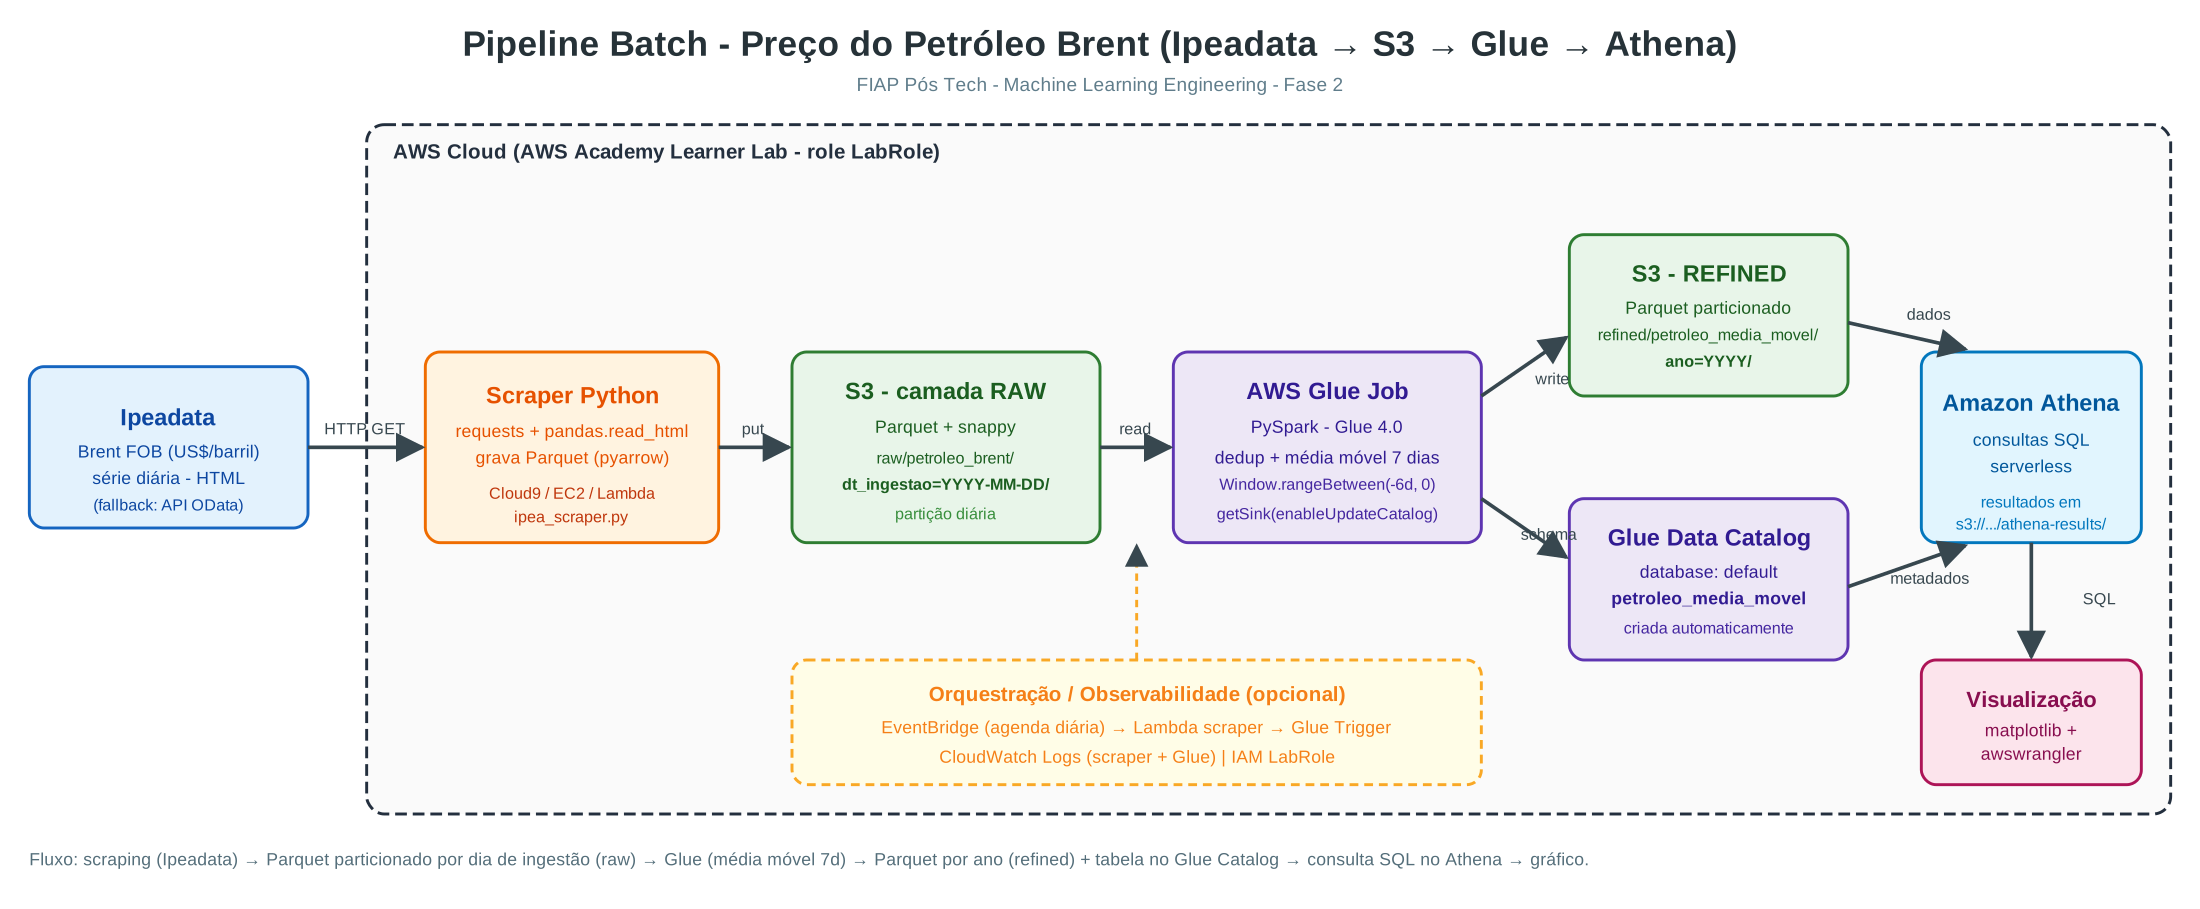 Pipeline Batch - Preço do Petróleo Brent (Ipeadata → S3 → Glue → Athena)
FIAP Pós Tech - Machine Learning Engineering - Fase 2
AWS Cloud (AWS Academy Learner Lab - role LabRole)
Ipeadata
Brent FOB (US$/barril)
série diária - HTML
(fallback: API OData)
HTTP GET
Scraper Python
requests + pandas.read_html
grava Parquet (pyarrow)
Cloud9 / EC2 / Lambda
ipea_scraper.py
put
S3 - camada RAW
Parquet + snappy
raw/petroleo_brent/
dt_ingestao=YYYY-MM-DD/
partição diária
read
AWS Glue Job
PySpark - Glue 4.0
dedup + média móvel 7 dias
Window.rangeBetween(-6d, 0)
getSink(enableUpdateCatalog)
write
schema
S3 - REFINED
Parquet particionado
refined/petroleo_media_movel/
ano=YYYY/
Glue Data Catalog
database: default
petroleo_media_movel
criada automaticamente
dados
metadados
Amazon Athena
consultas SQL
serverless
resultados em
s3://.../athena-results/
SQL
Visualização
matplotlib +
awswrangler
Orquestração / Observabilidade (opcional)
EventBridge (agenda diária) → Lambda scraper → Glue Trigger
CloudWatch Logs (scraper + Glue) | IAM LabRole
Fluxo: scraping (Ipeadata) → Parquet particionado por dia de ingestão (raw) → Glue (média móvel 7d) → Parquet por ano (refined) + tabela no Glue Catalog → consulta SQL no Athena → gráfico.